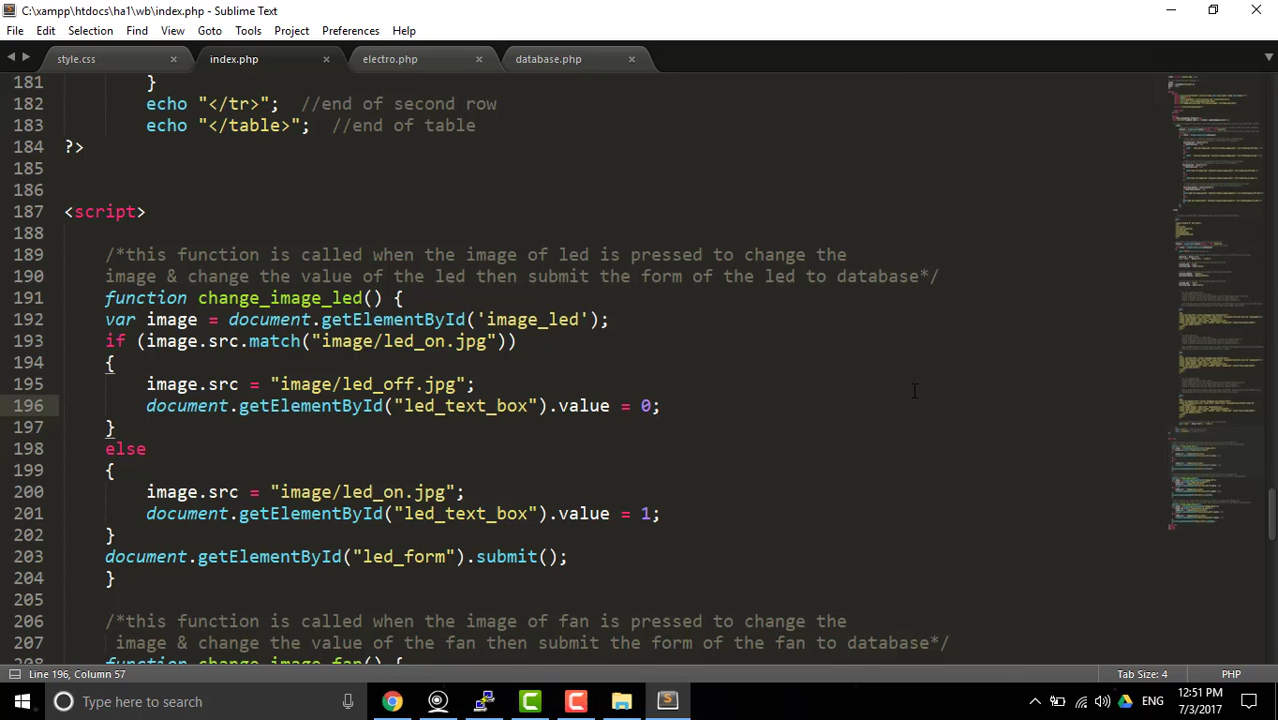 C:\xampp\htdocs\ha1\wb\index.php - Sublime Text
File Edit Selection Find View Goto Tools Project Preferences Help
style.css index.php electro.php database.php
181 }
182 echo "</tr>"; //end of second row
183 echo "</table>"; //end of table
184 ?>
185
186
187 <script>
188
189 /*this function is called when the image of led is pressed to change the
190 image & change the value of the led then submit the form of the led to database*/
191 function change_image_led() {
192 var image = document.getElementById('image_led');
193 if (image.src.match("image/led_on.jpg"))
194 {
195 image.src = "image/led_off.jpg";
196 document.getElementById("led_text_box").value = 0;
197 }
198 else
199 {
200 image.src = "image/led_on.jpg";
201 document.getElementById("led_text_box").value = 1;
202 }
203 document.getElementById("led_form").submit();
204 }
205
206 /*this function is called when the image of fan is pressed to change the
207 image & change the value of the fan then submit the form of the fan to database*/
208 function change_image_fan() {
Line 196, Column 57 Tab Size: 4 PHP
Type here to search ENG 12:51 PM
7/3/2017